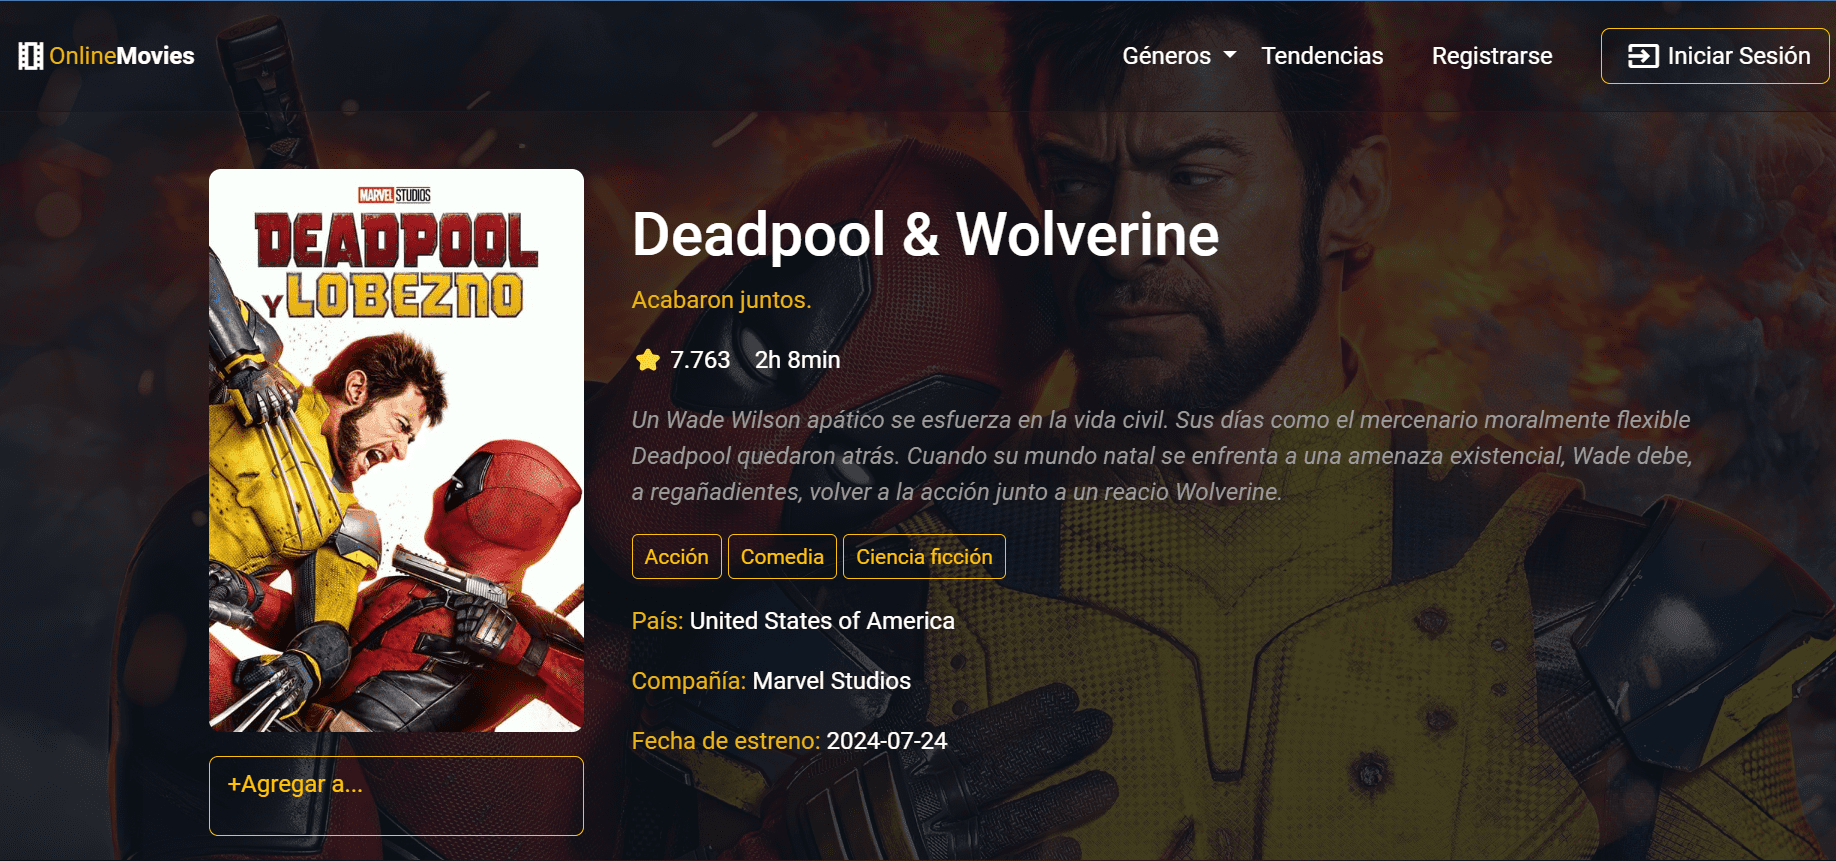 OnlineMovies
Géneros
Tendencias
Registrarse
Iniciar Sesión
MARVEL STUDIOS
DEADPOOL
Y LOBEZNO
+Agregar a...
Deadpool & Wolverine
Acabaron juntos.
7.763 2h 8min
Un Wade Wilson apático se esfuerza en la vida civil. Sus días como el mercenario moralmente flexible
Deadpool quedaron atrás. Cuando su mundo natal se enfrenta a una amenaza existencial, Wade debe,
a regañadientes, volver a la acción junto a un reacio Wolverine.
Acción
Comedia
Ciencia ficción
País: United States of America
Compañía: Marvel Studios
Fecha de estreno: 2024-07-24